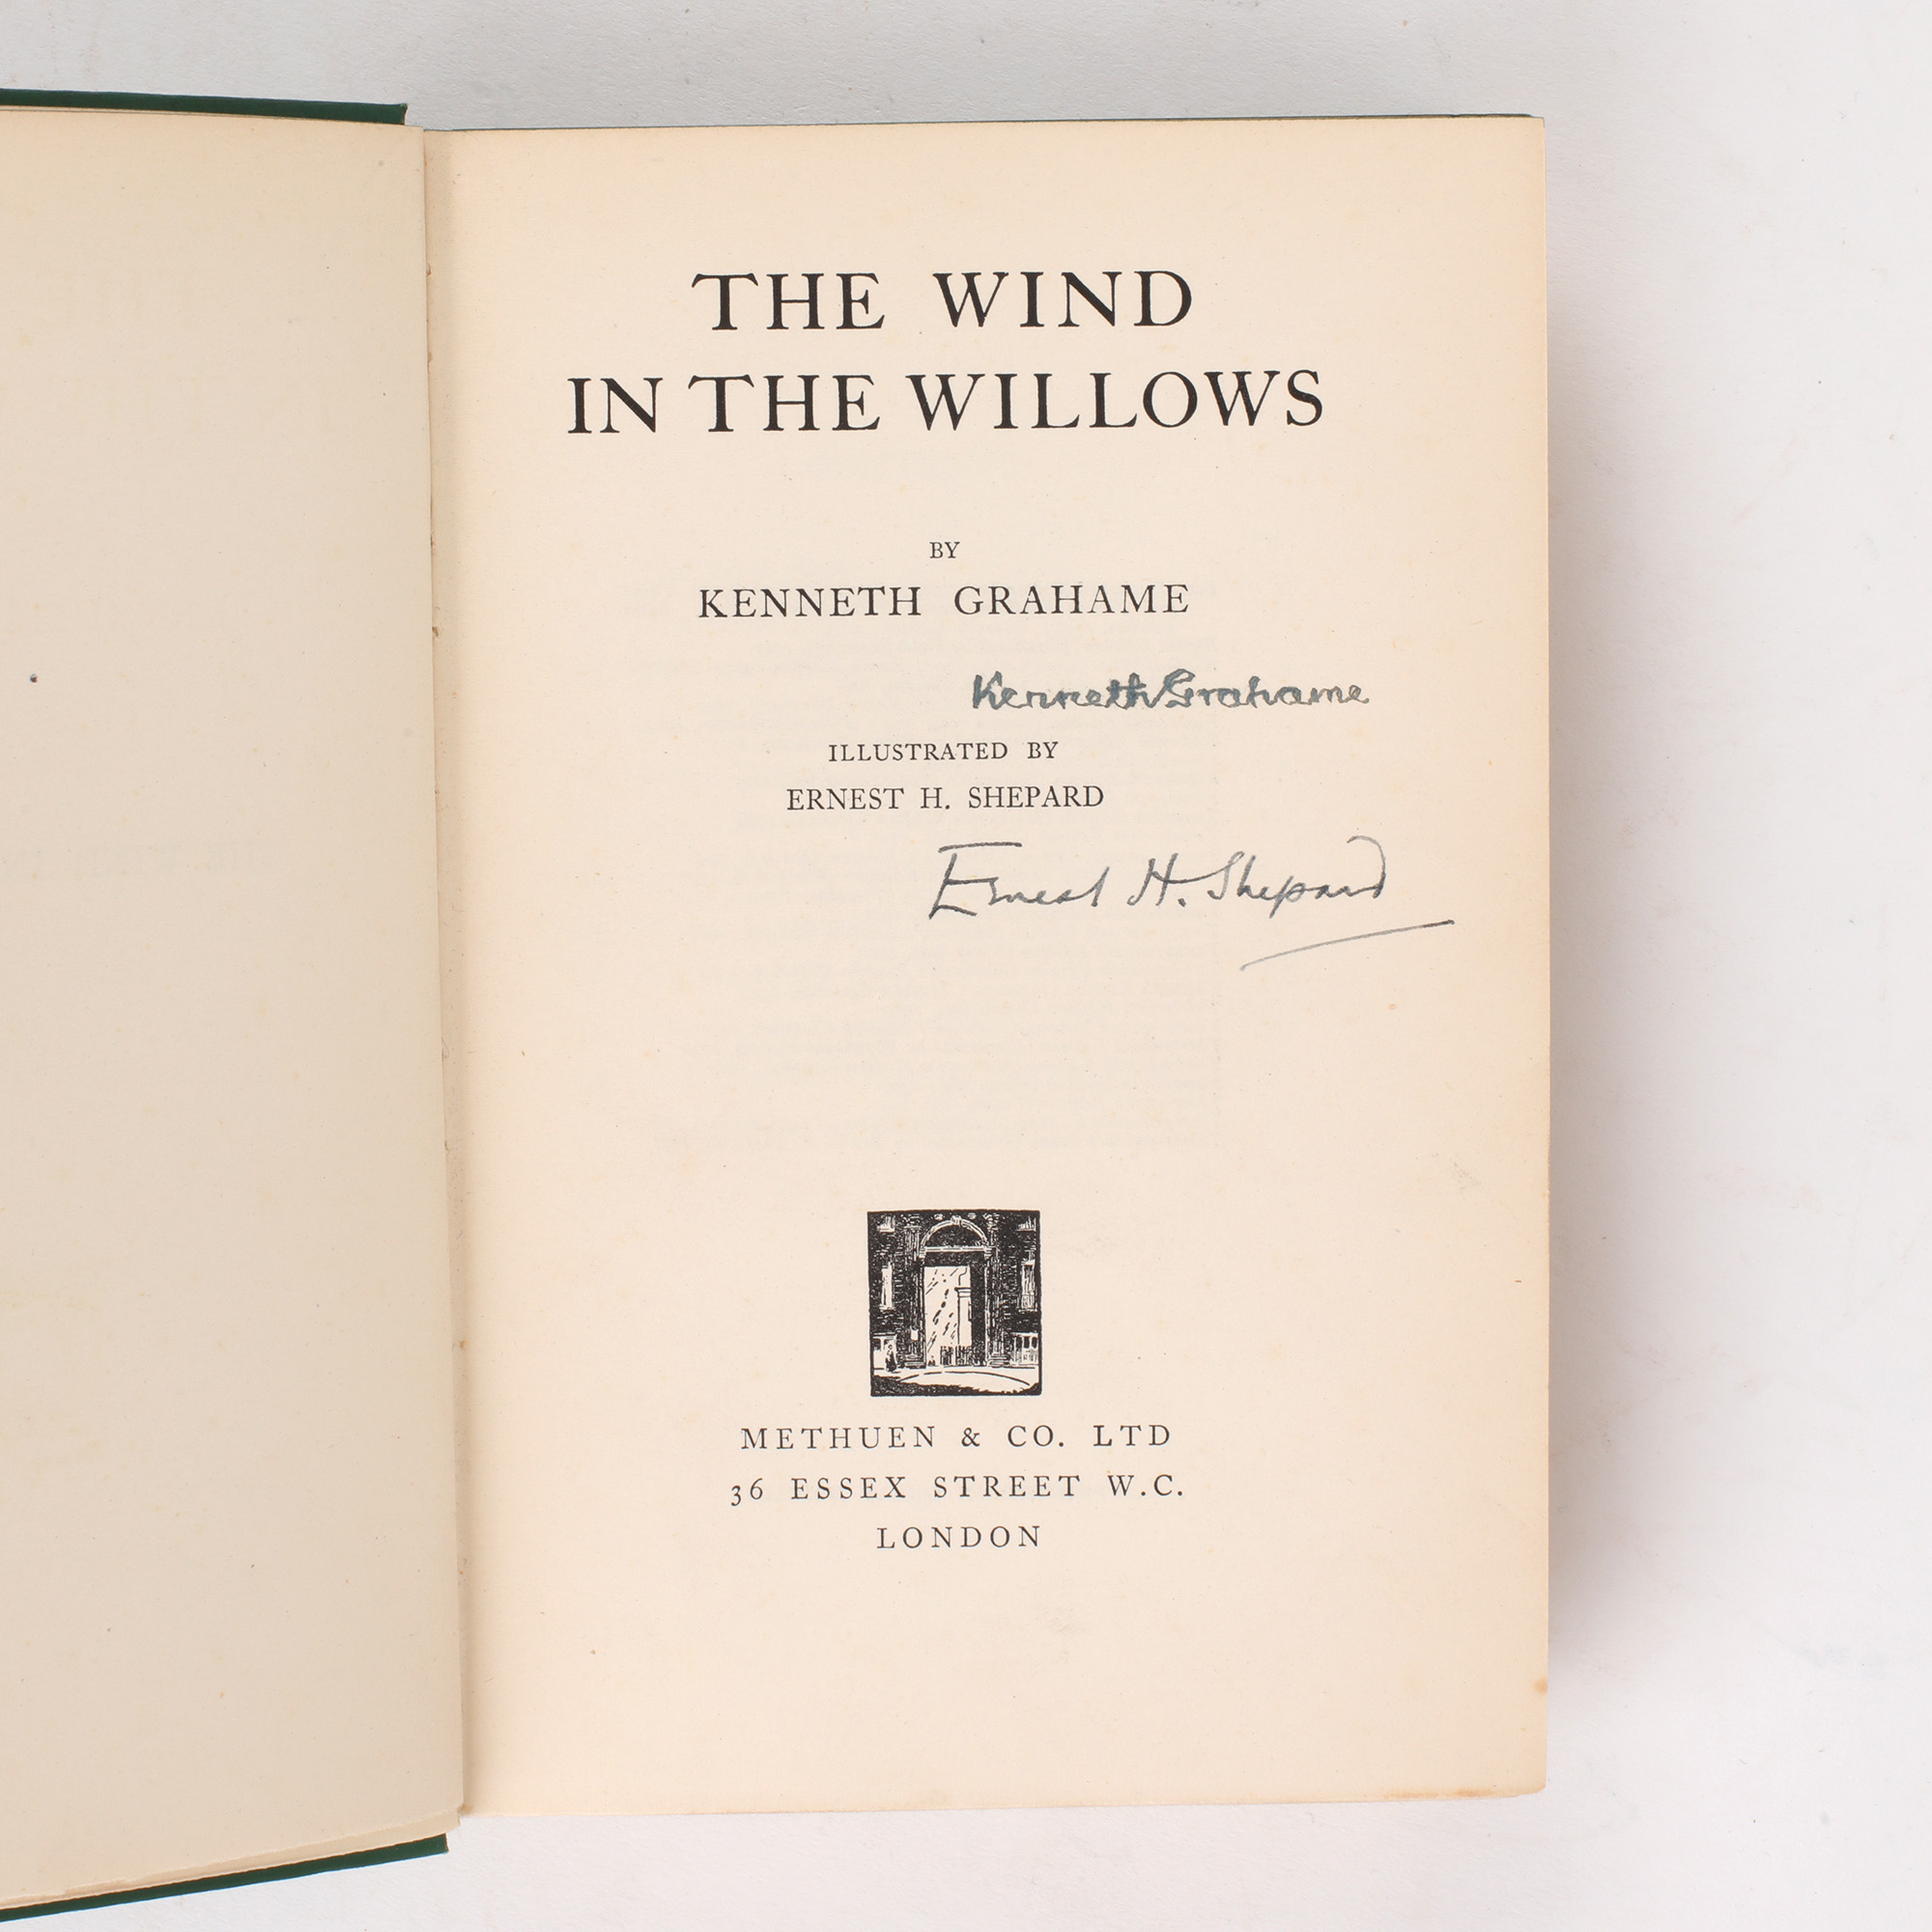 THE WIND
IN THE WILLOWS
BY
KENNETH GRAHAME
Kenneth Grahame
ILLUSTRATED BY
ERNEST H. SHEPARD
Ernest H. Shepard
METHUEN & CO. LTD
36 ESSEX STREET W.C.
LONDON